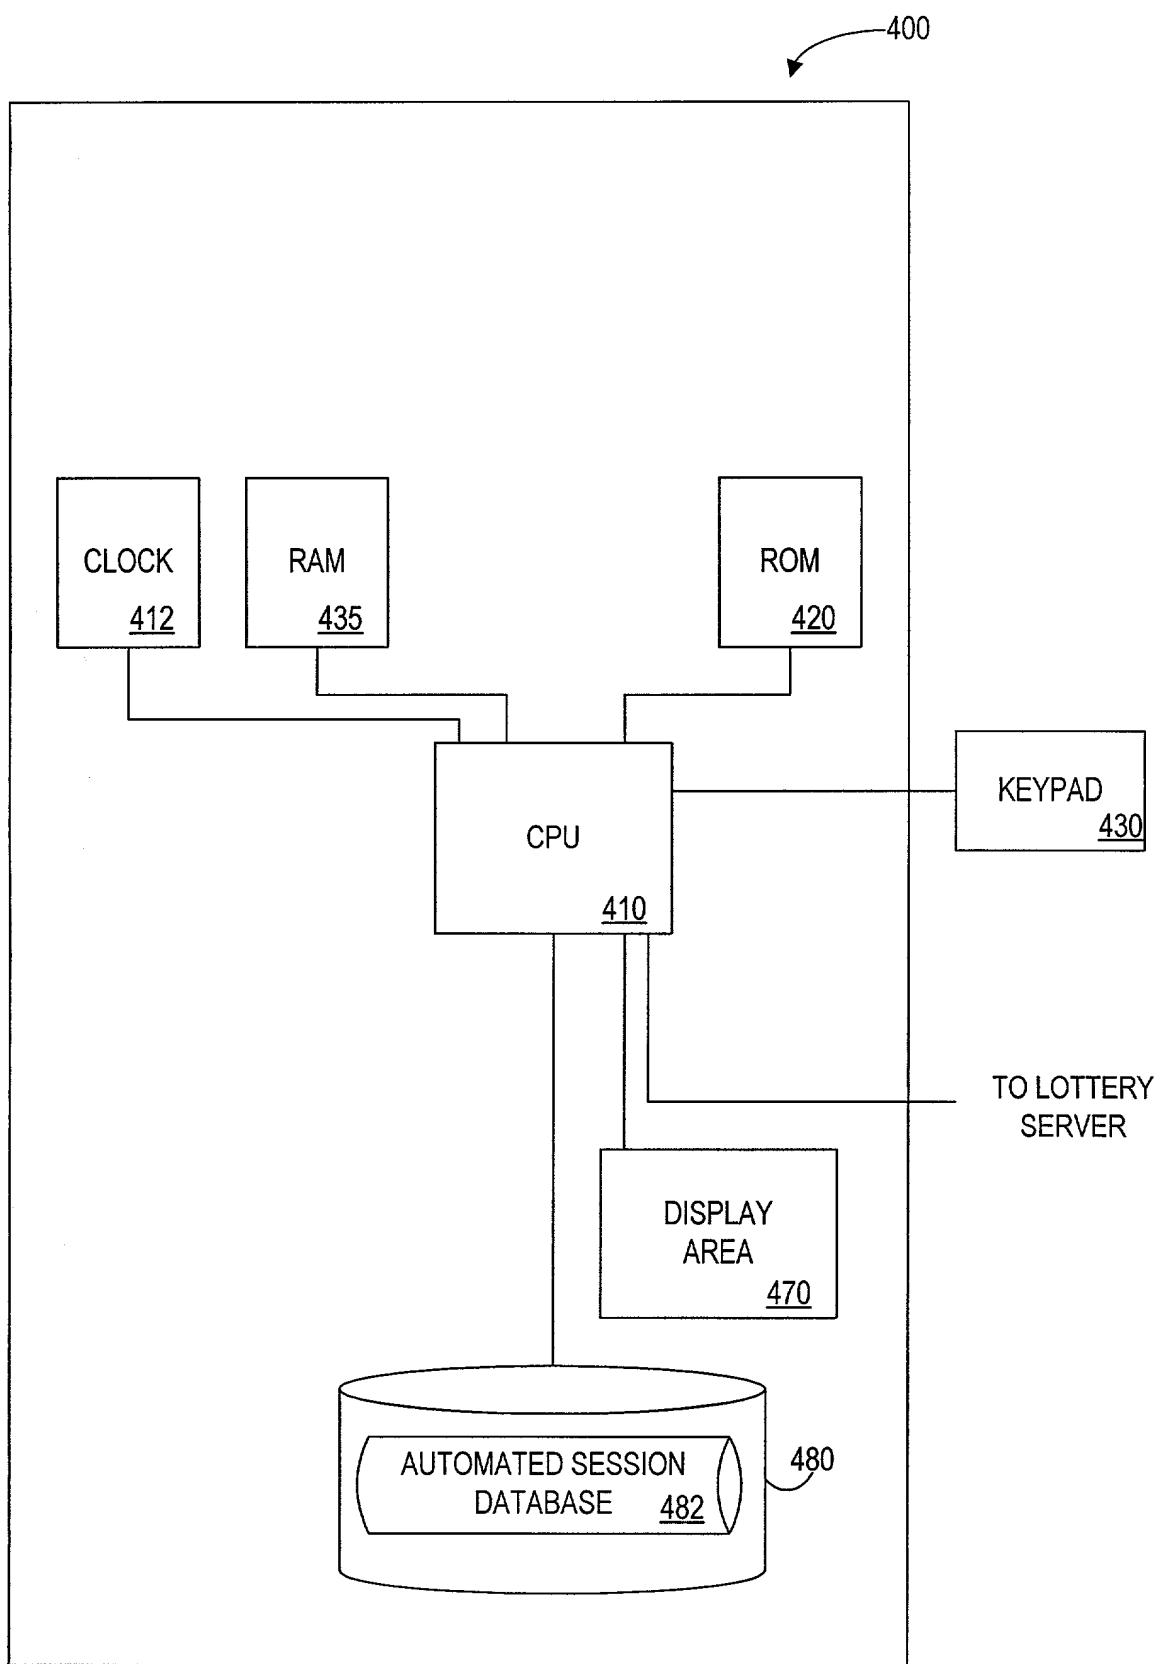 400
CLOCK
412
RAM
435
ROM
420
CPU
410
KEYPAD
430
TO LOTTERY
SERVER
DISPLAY
AREA
470
AUTOMATED SESSION
DATABASE
482
480